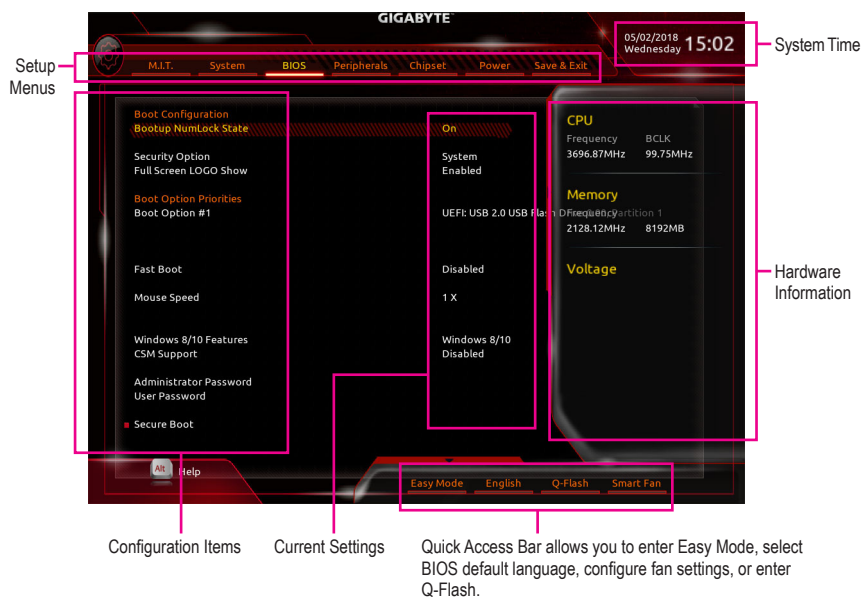 GIGABYTE
05/02/2018
Wednesday 15:02
System Time
Setup
Menus
M.I.T. System BIOS Peripherals Chipset Power Save & Exit
Boot Configuration
Bootup NumLock State On
Security Option System
Full Screen LOGO Show Enabled
Boot Option Priorities
Boot Option #1 UEFI: USB 2.0 USB Flash Partition 1
Fast Boot Disabled
Mouse Speed 1 X
Windows 8/10 Features Windows 8/10
CSM Support Disabled
Administrator Password
User Password
Secure Boot
CPU
Frequency BCLK
3696.87MHz 99.75MHz
Memory
Frequency
2128.12MHz 8192MB
Voltage
Hardware
Information
Alt Help
Easy Mode English Q-Flash Smart Fan
Configuration Items
Current Settings
Quick Access Bar allows you to enter Easy Mode, select
BIOS default language, configure fan settings, or enter
Q-Flash.